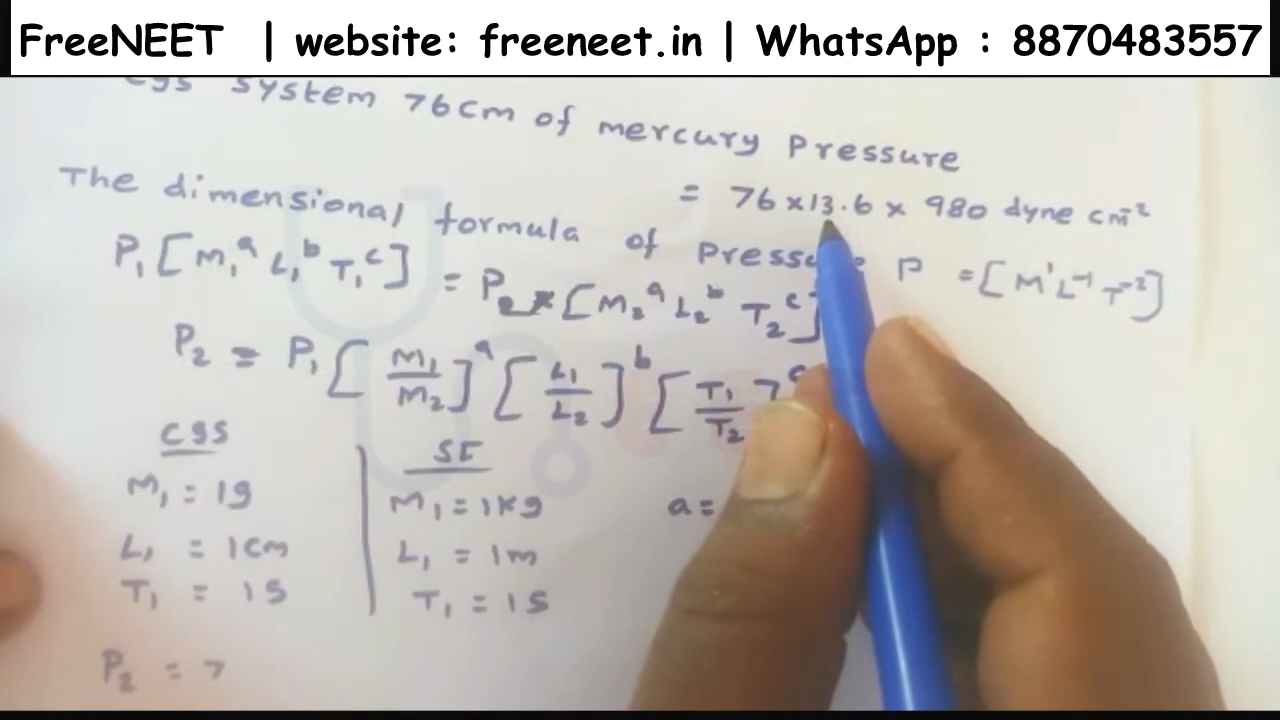 FreeNEET | website: freeneet.in | WhatsApp : 8870483557
cgs system 76cm of mercury pressure
= 76 x 13.6 x 980 dyne cm⁻²
The dimensional formula of pressure P = [M¹L⁻¹T⁻²]
P₁ [M₁ᵃ L₁ᵇ T₁ᶜ] = P₂ x [M₂ᵃ L₂ᵇ T₂ᶜ]
P₂ = P₁ [M₁/M₂]ᵃ [L₁/L₂]ᵇ [T₁/T₂]ᶜ
cgs SI
M₁ = 1g M₁ = 1kg a =
L₁ = 1cm L₁ = 1m
T₁ = 1s T₁ = 1s
P₂ = 7